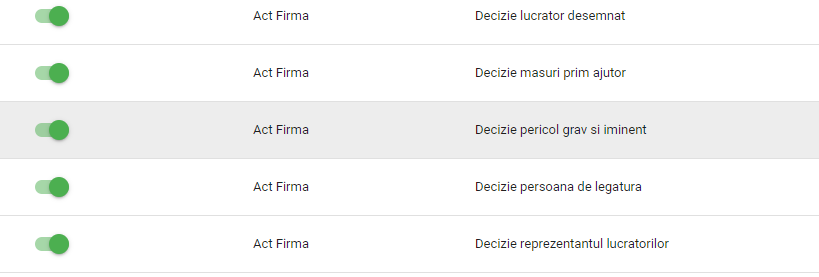 Act Firma Decizie lucrator desemnat
Act Firma Decizie masuri prim ajutor
Act Firma Decizie pericol grav si iminent
Act Firma Decizie persoana de legatura
Act Firma Decizie reprezentantul lucratorilor